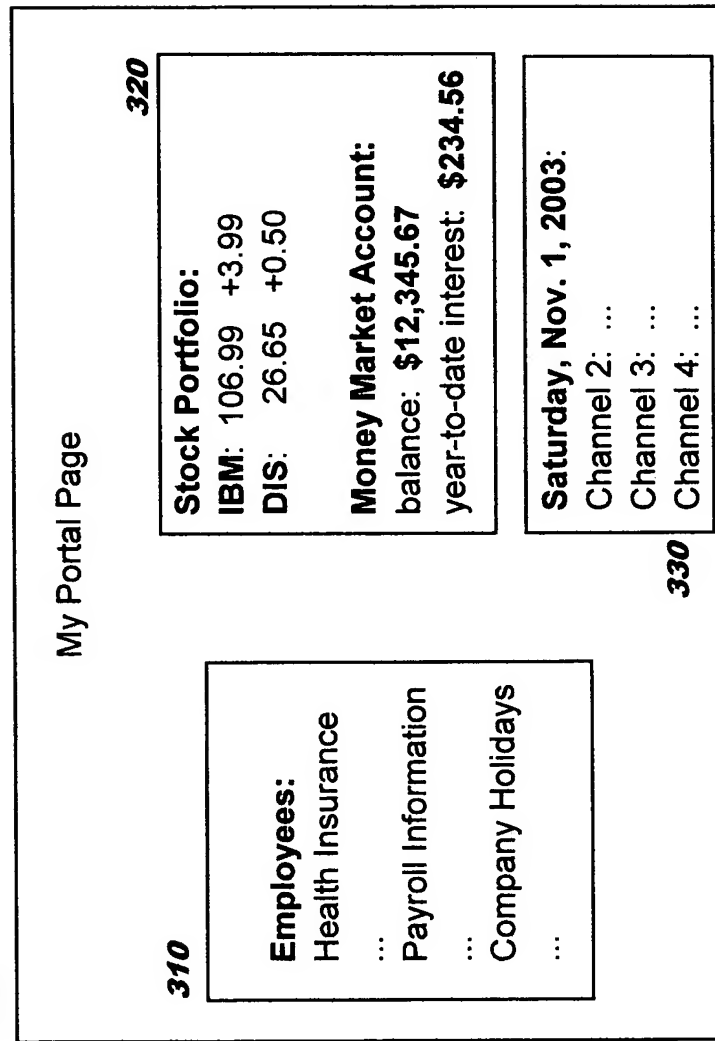 My Portal Page
310
Employees:
Health Insurance
...
Payroll Information
...
Company Holidays
...
320
Stock Portfolio:
IBM: 106.99 +3.99
DIS: 26.65 +0.50
Money Market Account:
balance: $12,345.67
year-to-date interest: $234.56
330
Saturday, Nov. 1, 2003:
Channel 2: ...
Channel 3: ...
Channel 4: ...